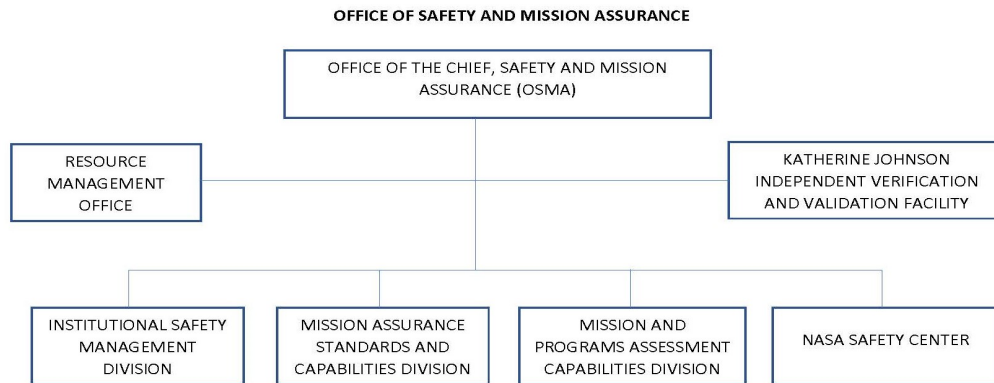 OFFICE OF SAFETY AND MISSION ASSURANCE
OFFICE OF THE CHIEF, SAFETY AND MISSION
ASSURANCE (OSMA)
RESOURCE
MANAGEMENT
OFFICE
KATHERINE JOHNSON
INDEPENDENT VERIFICATION
AND VALIDATION FACILITY
INSTITUTIONAL SAFETY
MANAGEMENT
DIVISION
MISSION ASSURANCE
STANDARDS AND
CAPABILITIES DIVISION
MISSION AND
PROGRAMS ASSESSMENT
CAPABILITIES DIVISION
NASA SAFETY CENTER